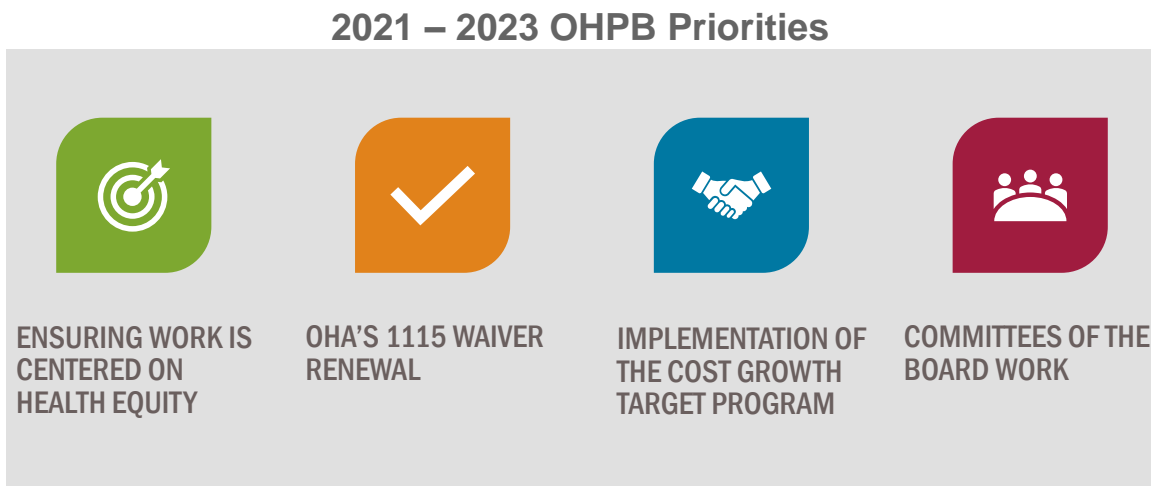 2021 – 2023 OHPB Priorities
ENSURING WORK IS
CENTERED ON
HEALTH EQUITY
OHA'S 1115 WAIVER
RENEWAL
IMPLEMENTATION OF
THE COST GROWTH
TARGET PROGRAM
COMMITTEES OF THE
BOARD WORK